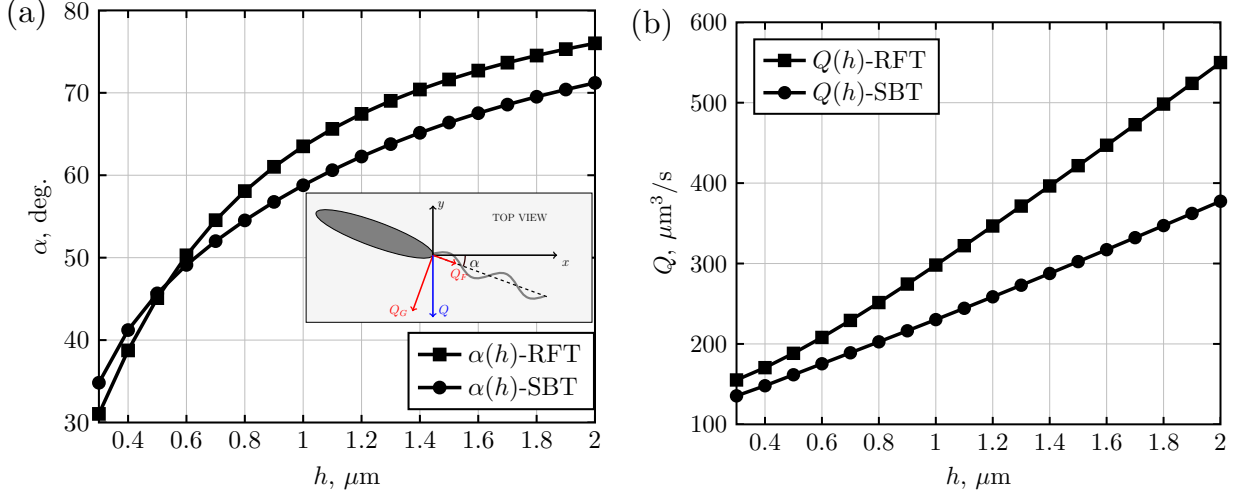 (a)
80
70
60
50
40
30
α, deg.
TOP VIEW
y
x
α
Q_F
Q_G
Q
α(h)-RFT
α(h)-SBT
0.4 0.6 0.8 1 1.2 1.4 1.6 1.8 2
h, μm
(b)
600
500
400
300
200
100
Q, μm³/s
Q(h)-RFT
Q(h)-SBT
0.4 0.6 0.8 1 1.2 1.4 1.6 1.8 2
h, μm